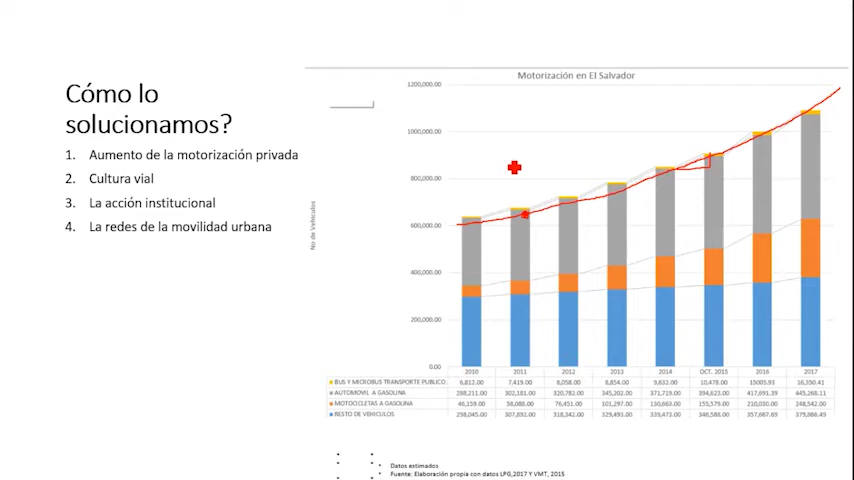 Cómo lo
solucionamos?
1. Aumento de la motorización privada
2. Cultura vial
3. La acción institucional
4. La redes de la movilidad urbana
Motorización en El Salvador
No de Vehículos
1200,000.00
1000,000.00
800,000.00
600,000.00
400,000.00
200,000.00
0.00
2010 2011 2012 2013 2014 OCT. 2015 2016 2017
BUS Y MICROBUS TRANSPORTE PUBLICO 6,812.00 7,419.00 8,058.00 8,854.00 9,632.00 10,478.00 15005.93 16,350.41
AUTOMOVIL A GASOLINA 288,211.00 302,181.00 320,782.00 345,202.00 371,719.00 394,623.00 417,691.39 445,268.11
MOTOCICLETAS A GASOLINA 46,159.00 58,088.00 76,451.00 101,297.00 130,663.00 155,579.00 210,030.00 248,542.00
RESTO DE VEHICULOS 298,045.00 307,892.00 318,342.00 329,493.00 339,473.00 346,588.00 357,687.69 379,866.49
• Datos estimados
• Fuente: Elaboración propia con datos LPG,2017 Y VMT, 2015